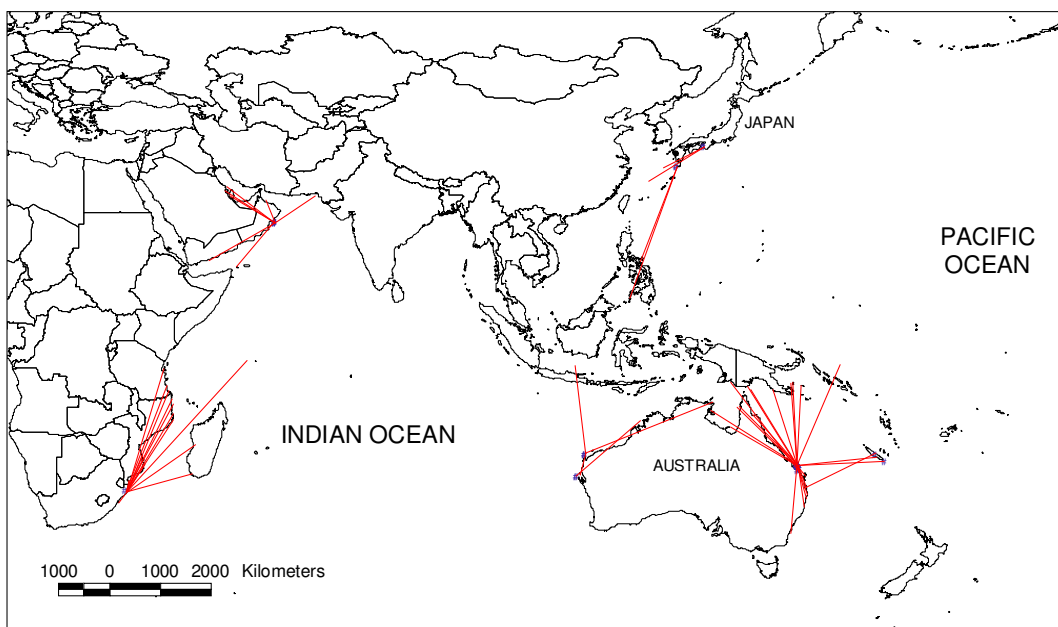 JAPAN
PACIFIC
OCEAN
INDIAN OCEAN
AUSTRALIA
1000 0 1000 2000 Kilometers